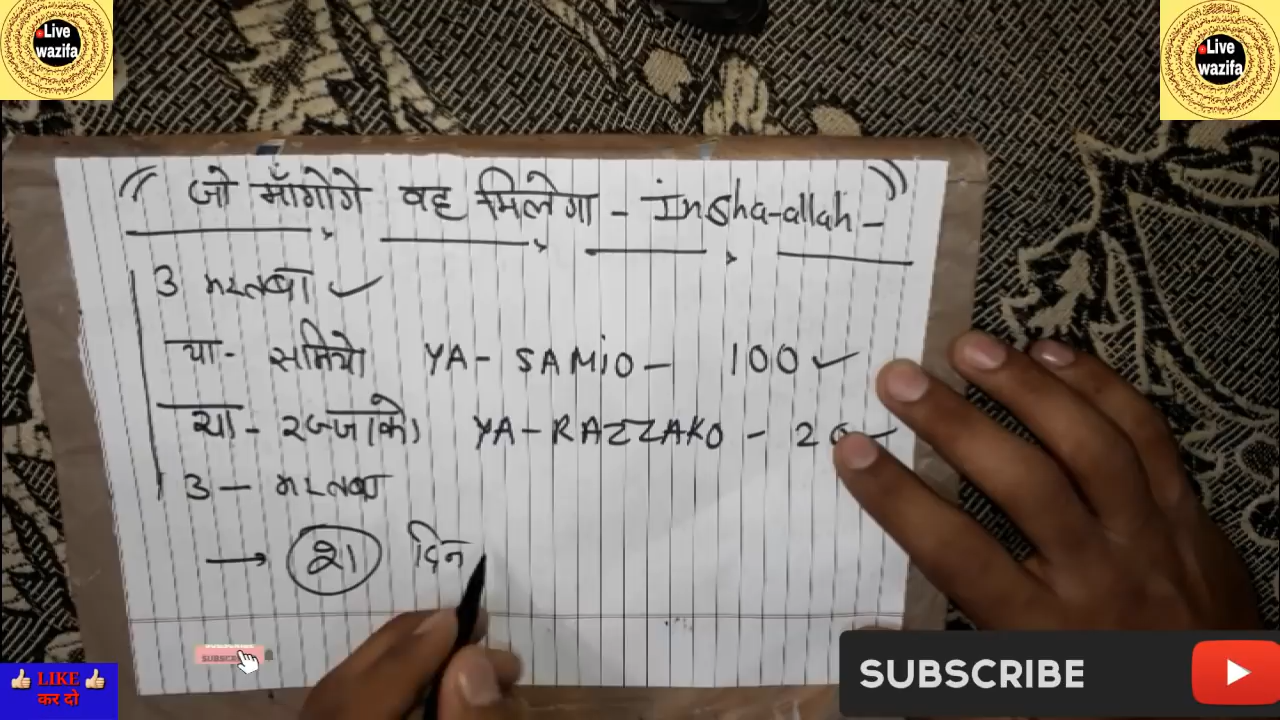 Live
wazifa
Live
wazifa
(( जो माँगोगे वह मिलेगा - Insha-allah - ))
3 मरतबा ✓
या - समियो YA - SAMiO - 100 ✓
या - रज्जाको YA - RAZZAKO - 20
3 - मरतबा
→ 21 दिन
SUBSCRIBE
LIKE
कर दो
SUBSCRIBE